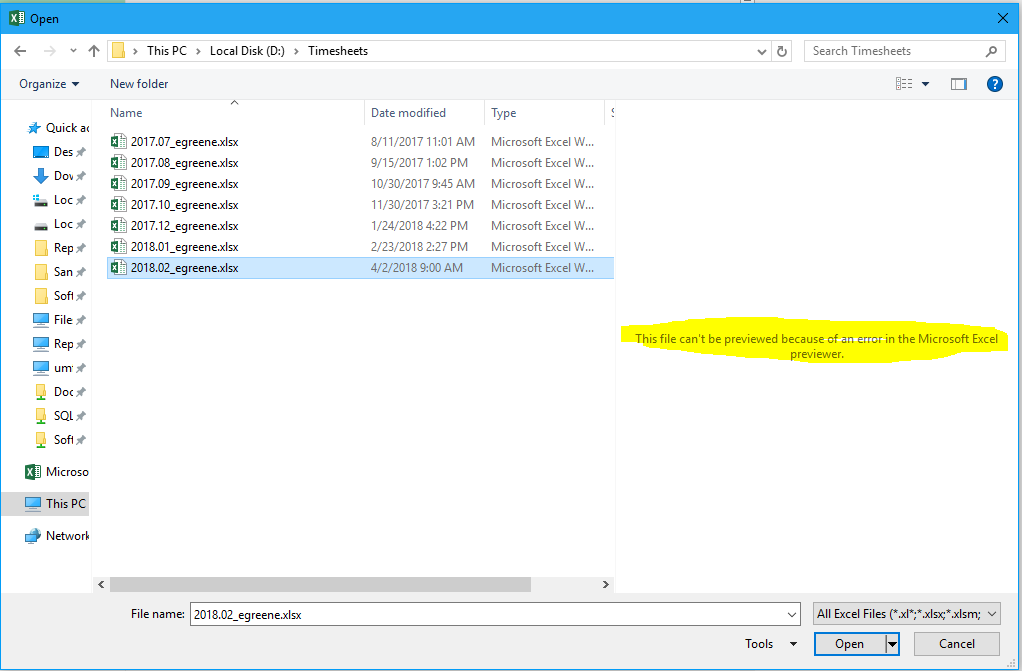 Open
This PC > Local Disk (D:) > Timesheets
Search Timesheets
Organize
New folder
Name
Date modified
Type
Quick ac
Des
Dov
Loc
Loc
Rep
San
Soft
File
Rep
um
Doc
SQL
Soft
Microso
This PC
Network
2017.07_egreene.xlsx 8/11/2017 11:01 AM Microsoft Excel W...
2017.08_egreene.xlsx 9/15/2017 1:02 PM Microsoft Excel W...
2017.09_egreene.xlsx 10/30/2017 9:45 AM Microsoft Excel W...
2017.10_egreene.xlsx 11/30/2017 3:21 PM Microsoft Excel W...
2017.12_egreene.xlsx 1/24/2018 4:22 PM Microsoft Excel W...
2018.01_egreene.xlsx 2/23/2018 2:27 PM Microsoft Excel W...
2018.02_egreene.xlsx 4/2/2018 9:00 AM Microsoft Excel W...
This file can't be previewed because of an error in the Microsoft Excel
previewer.
File name: 2018.02_egreene.xlsx
All Excel Files (*.xl*;*.xlsx;*.xlsm;
Tools
Open
Cancel